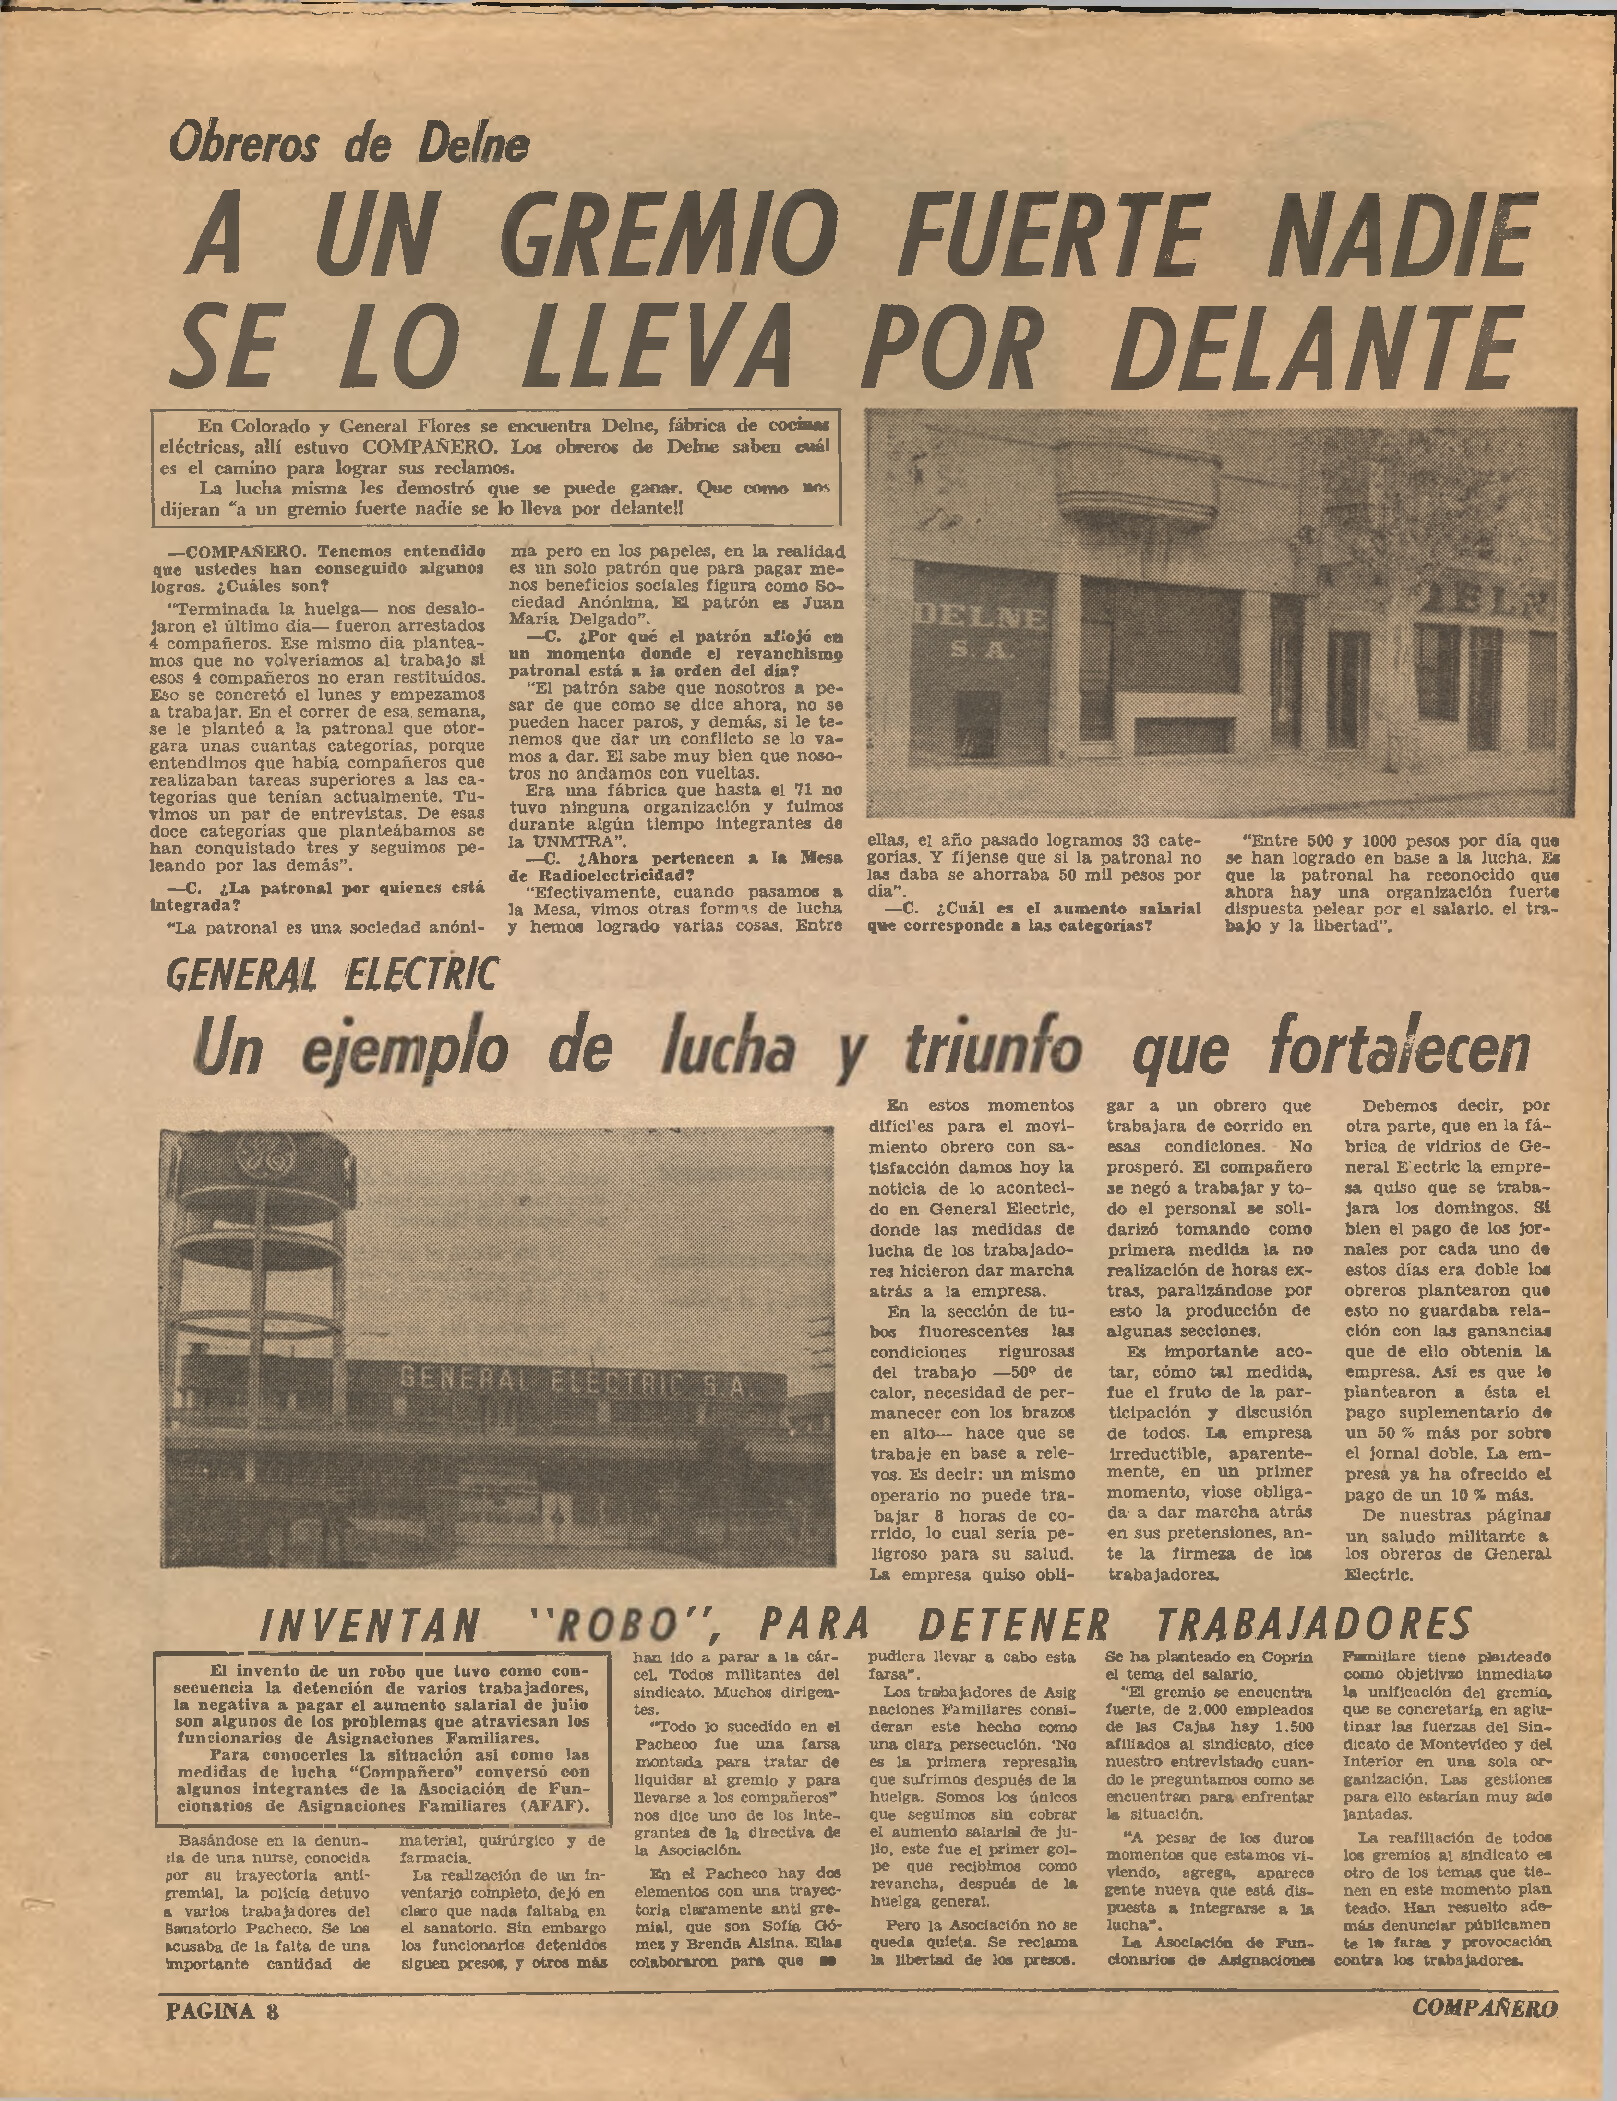 Obreros de Delne
A UN GREMIO FUERTE NADIE
SE LO LLEVA POR DELANTE
En Colorado y General Flores se encuentra Delne, fábrica de cocinas
eléctricas, allí estuvo COMPAÑERO. Los obreros de Delne saben cuál
es el camino para lograr sus reclamos.
La lucha misma les demostró que se puede ganar. Que como nos
dijeran "a un gremio fuerte nadie se lo lleva por delante!!
—COMPAÑERO. Tenemos entendido
que ustedes han conseguido algunos
logros. ¿Cuáles son?
"Terminada la huelga— nos desalo-
jaron el último dia— fueron arrestados
4 compañeros. Ese mismo dia plantea-
mos que no volveríamos al trabajo si
esos 4 compañeros no eran restituídos.
Eso se concretó el lunes y empezamos
a trabajar. En el correr de esa semana,
se le planteó a la patronal que otor-
gara unas cuantas categorías, porque
entendimos que había compañeros que
realizaban tareas superiores a las ca-
tegorías que tenían actualmente. Tu-
vimos un par de entrevistas. De esas
doce categorías que planteábamos se
han conquistado tres y seguimos pe-
leando por las demás".
—C. ¿La patronal por quienes está
integrada?
"La patronal es una sociedad anóni-
ma pero en los papeles, en la realidad
es un solo patrón que para pagar me-
nos beneficios sociales figura como So-
ciedad Anónima. El patrón es Juan
María Delgado".
—C. ¿Por qué el patrón aflojó en
un momento donde el revanchismo
patronal está a la orden del día?
"El patrón sabe que nosotros a pe-
sar de que como se dice ahora, no se
pueden hacer paros, y demás, si le te-
nemos que dar un conflicto se lo va-
mos a dar. El sabe muy bien que noso-
tros no andamos con vueltas.
Era una fábrica que hasta el 71 no
tuvo ninguna organización y fuimos
durante algún tiempo integrantes de
la UNMTRA".
—C. ¿Ahora pertencen a la Mesa
de Radioelectricidad?
"Efectivamente, cuando pasamos a
la Mesa, vimos otras formas de lucha
y hemos logrado varias cosas. Entre
DELNE
S. A.
DELN
ellas, el año pasado logramos 33 cate-
gorías. Y fíjense que si la patronal no
las daba se ahorraba 50 mil pesos por
día".
—C. ¿Cuál es el aumento salarial
que corresponde a las categorías?
"Entre 500 y 1000 pesos por día que
se han logrado en base a la lucha. Es
que la patronal ha reconocido que
ahora hay una organización fuerte
dispuesta pelear por el salario. el tra-
bajo y la libertad".
GENERAL ELECTRIC
Un ejemplo de lucha y triunfo que fortalecen
GE
GENERAL ELECTRIC S.A.
En estos momentos
difíciles para el movi-
miento obrero con sa-
tisfacción damos hoy la
noticia de lo aconteci-
do en General Electric,
donde las medidas de
lucha de los trabajado-
res hicieron dar marcha
atrás a la empresa.
En la sección de tu-
bos fluorescentes las
condiciones rigurosas
del trabajo —50º de
calor, necesidad de per-
manecer con los brazos
en alto— hace que se
trabaje en base a rele-
vos. Es decir: un mismo
operario no puede tra-
bajar 8 horas de co-
rrido, lo cual sería pe-
ligroso para su salud.
La empresa quiso obli-
gar a un obrero que
trabajara de corrido en
esas condiciones. No
prosperó. El compañero
se negó a trabajar y to-
do el personal se soli-
darizó tomando como
primera medida la no
realización de horas ex-
tras, paralizándose por
esto la producción de
algunas secciones.
Es importante aco-
tar, cómo tal medida,
fue el fruto de la par-
ticipación y discusión
de todos. La empresa
irreductible, aparente-
mente, en un primer
momento, vióse obliga-
da a dar marcha atrás
en sus pretensiones, an-
te la firmeza de los
trabajadores.
Debemos decir, por
otra parte, que en la fá-
brica de vidrios de Ge-
neral Electric la empre-
sa quiso que se traba-
jara los domingos. Si
bien el pago de los jor-
nales por cada uno de
estos días era doble los
obreros plantearon que
esto no guardaba rela-
ción con las ganancias
que de ello obtenía la
empresa. Así es que le
plantearon a ésta el
pago suplementario de
un 50 % más por sobre
el jornal doble. La em-
presa ya ha ofrecido el
pago de un 10 % más.
De nuestras páginas
un saludo militante a
los obreros de General
Electric.
INVENTAN "ROBO", PARA DETENER TRABAJADORES
El invento de un robo que tuvo como con-
secuencia la detención de varios trabajadores,
la negativa a pagar el aumento salarial de julio
son algunos de los problemas que atraviesan los
funcionarios de Asignaciones Familiares.
Para conocerles la situación así como las
medidas de lucha "Compañero" conversó con
algunos integrantes de la Asociación de Fun-
cionarios de Asignaciones Familiares (AFAF).
Basándose en la denun-
cia de una nurse, conocida
por su trayectoria anti-
gremial, la policía detuvo
a varios trabajadores del
Sanatorio Pacheco. Se los
acusaba de la falta de una
importante cantidad de
material, quirúrgico y de
farmacia.
La realización de un in-
ventario completo, dejó en
claro que nada faltaba en
el sanatorio. Sin embargo
los funcionarios detenidos
siguen presos, y otros más
han ido a parar a la cár-
cel. Todos militantes del
sindicato. Muchos dirigen-
tes.
"Todo lo sucedido en el
Pacheco fue una farsa
montada para tratar de
liquidar al gremio y para
llevarse a los compañeros"
nos dice uno de los inte-
grantes de la directiva de
la Asociación.
En el Pacheco hay dos
elementos con una trayec-
toria claramente anti gre-
mial, que son Sofía Gó-
mez y Brenda Alsina. Ellas
colaboraron para que se
pudiera llevar a cabo esta
farsa".
Los trabajadores de Asig
naciones Familiares consi-
deran este hecho como
una clara persecución. "No
es la primera represalia
que sufrimos después de la
huelga. Somos los únicos
que seguimos sin cobrar
el aumento salarial de ju-
lio, este fue el primer gol-
pe que recibimos como
revancha, después de la
huelga general.
Pero la Asociación no se
queda quieta. Se reclama
la libertad de los presos.
Se ha planteado en Coprin
el tema del salario.
"El gremio se encuentra
fuerte, de 2.000 empleados
de las Cajas hay 1.500
afiliados al sindicato, dice
nuestro entrevistado cuan-
do le preguntamos como se
encuentran para enfrentar
la situación.
"A pesar de los duros
momentos que estamos vi-
viendo, agrega, aparece
gente nueva que está dis-
puesta a integrarse a la
lucha".
La Asociación de Fun-
cionarios de Asignaciones
Familiare tiene planteado
como objetivso inmediato
la unificación del gremio,
que se concretaría en aglu-
tinar las fuerzas del Sin-
dicato de Montevideo y del
Interior en una sola or-
ganización. Las gestiones
para ello estarían muy ade
lantadas.
La reafiliación de todos
los gremios al sindicato es
otro de los temas que tie-
nen en este momento plan
teado. Han resuelto ade-
más denunciar públicamen
te la farsa y provocación
contra los trabajadores.
PAGINA 8
COMPAÑERO